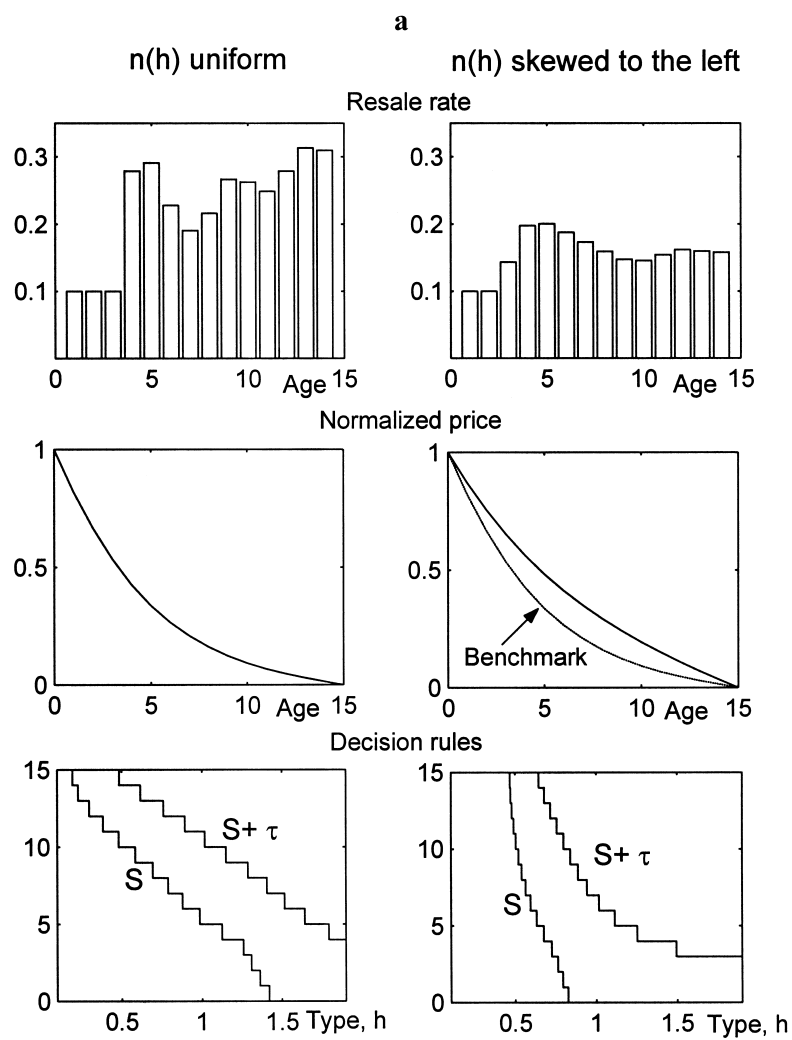 a
n(h) uniform
n(h) skewed to the left
Resale rate
0.3
0.2
0.1
0 5 10 Age 15
0.3
0.2
0.1
0 5 10 Age 15
Normalized price
1
0.5
0
0 5 10 Age 15
1
0.5
0
Benchmark
0 5 10 Age 15
Decision rules
15
10
5
0
S+ τ
S
0.5 1 1.5 Type, h
15
10
5
0
S+ τ
S
0.5 1 1.5 Type, h